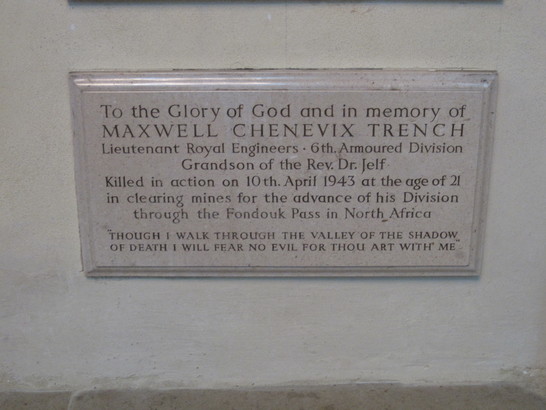 To the Glory of God and in memory of
MAXWELL CHENEVIX TRENCH
Lieutenant Royal Engineers · 6th. Armoured Division
Grandson of the Rev. Dr. Jelf
Killed in action on 10th. April 1943 at the age of 21
in clearing mines for the advance of his Division
through the Fondouk Pass in North Africa
"THOUGH I WALK THROUGH THE VALLEY OF THE SHADOW
OF DEATH I WILL FEAR NO EVIL FOR THOU ART WITH ME"